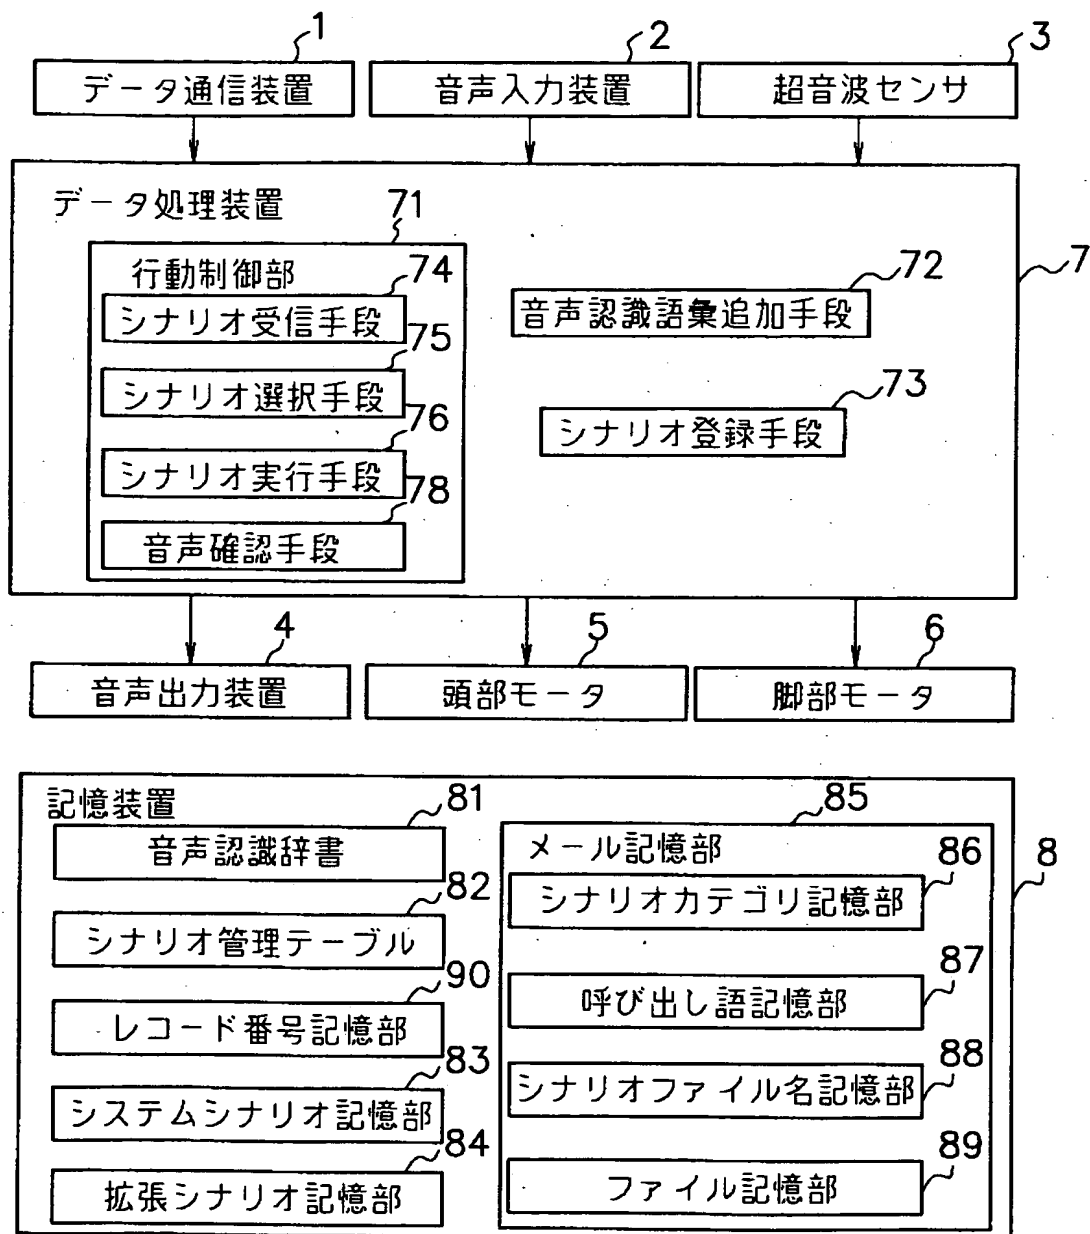 1
2
3
データ通信装置
音声入力装置
超音波センサ
データ処理装置
71
7
行動制御部
74
シナリオ受信手段
75
シナリオ選択手段
76
シナリオ実行手段
78
音声確認手段
72
音声認識語彙追加手段
73
シナリオ登録手段
4
5
6
音声出力装置
頭部モータ
脚部モータ
記憶装置
81
音声認識辞書
82
シナリオ管理テーブル
90
レコード番号記憶部
83
システムシナリオ記憶部
84
拡張シナリオ記憶部
85
8
メール記憶部
86
シナリオカテゴリ記憶部
87
呼び出し語記憶部
88
シナリオファイル名記憶部
89
ファイル記憶部